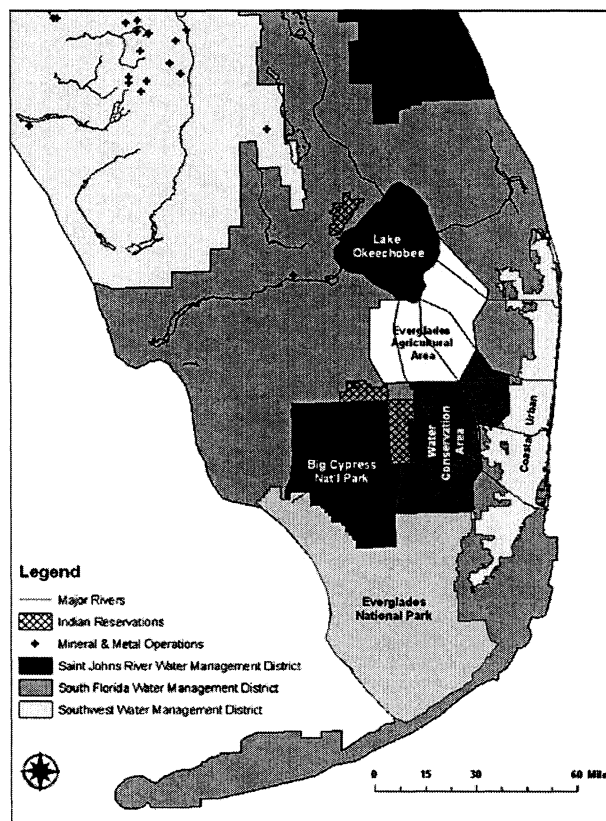 Lake
Okeechobee
Everglades
Agricultural
Area
Water
Conservation
Area
Coastal Urban
Big Cypress
Nat'l Park
Everglades
National Park
Legend
Major Rivers
Indian Reservations
Mineral & Metal Operations
Saint Johns River Water Management District
South Florida Water Management District
Southwest Water Management District
0 15 30 60 Mile